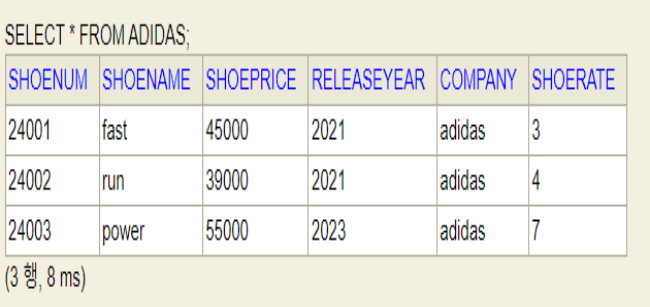 SELECT * FROM ADIDAS;
SHOENUM SHOENAME SHOEPRICE RELEASEYEAR COMPANY SHOERATE
24001 fast 45000 2021 adidas 3
24002 run 39000 2021 adidas 4
24003 power 55000 2023 adidas 7
(3 행, 8 ms)